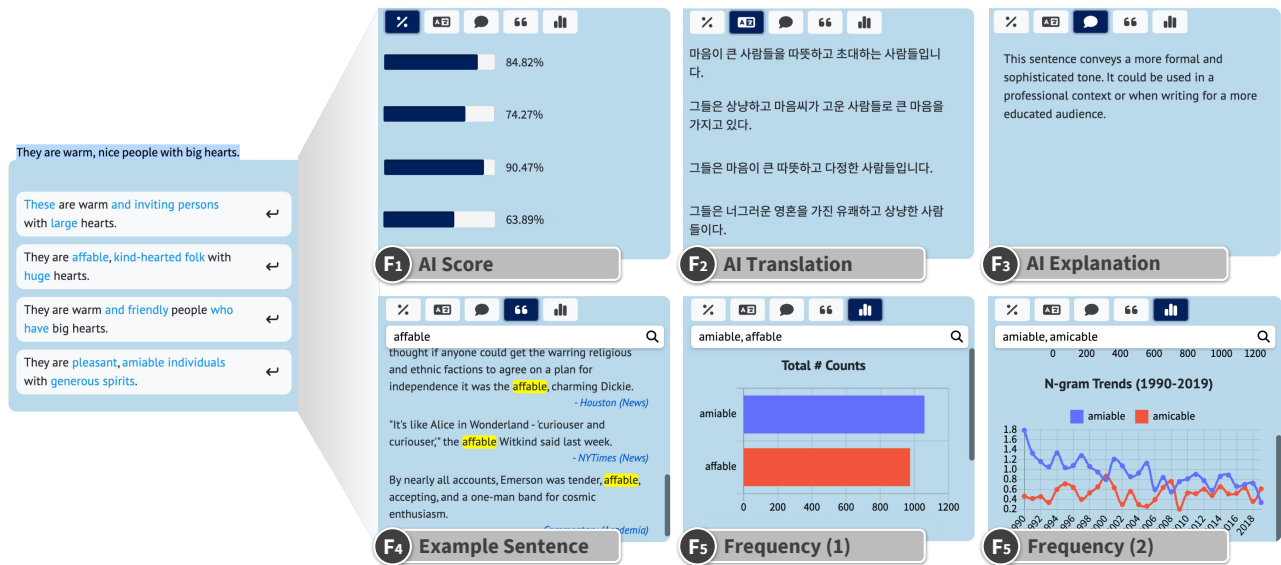 They are warm, nice people with big hearts.
These are warm and inviting persons
with large hearts.
They are affable, kind-hearted folk with
huge hearts.
They are warm and friendly people who
have big hearts.
They are pleasant, amiable individuals
with generous spirits.
84.82%
74.27%
90.47%
63.89%
F1 AI Score
마음이 큰 사람들을 따뜻하고 초대하는 사람들입니
다.
그들은 상냥하고 마음씨가 고운 사람들로 큰 마음을
가지고 있다.
그들은 마음이 큰 따뜻하고 다정한 사람들입니다.
그들은 너그러운 영혼을 가진 유쾌하고 상냥한 사람
들이다.
F2 AI Translation
This sentence conveys a more formal and
sophisticated tone. It could be used in a
professional context or when writing for a more
educated audience.
F3 AI Explanation
affable
thought if anyone could get the warring religious
and ethnic factions to agree on a plan for
independence it was the affable, charming Dickie.
- Houston (News)
"It's like Alice in Wonderland - 'curiouser and
curiouser,'" the affable Witkind said last week.
- NYTimes (News)
By nearly all accounts, Emerson was tender, affable,
accepting, and a one-man band for cosmic
enthusiasm.
F4 Example Sentence
amiable, affable
Total # Counts
amiable
affable
0 200 400 600 800 1000 1200
F5 Frequency (1)
amiable, amicable
0 200 400 600 800 1000 1200
N-gram Trends (1990-2019)
amiable amicable
1.8
1.6
1.4
1.2
1.0
0.8
0.6
0.4
0.2
1992 1994 1996 1998 2000 2002 2004 2006 2008 2010 2012 2014 2016 2018
F5 Frequency (2)